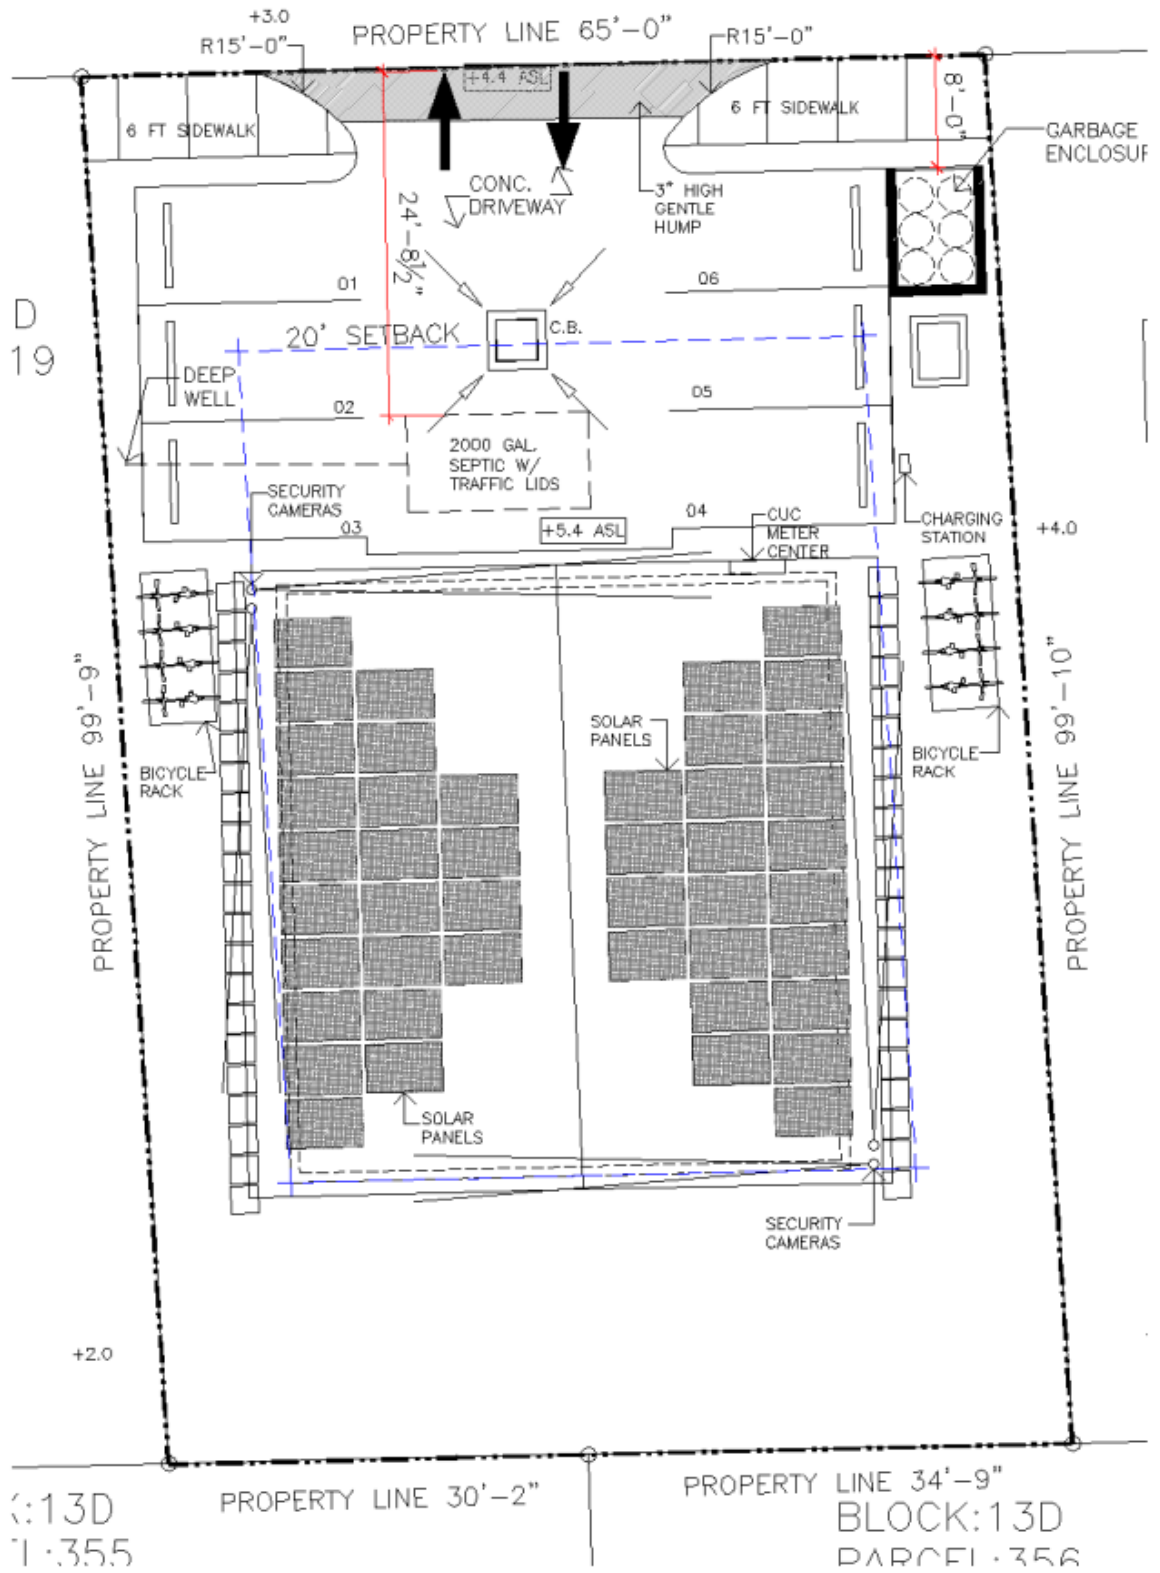 +3.0
R15'-0"
PROPERTY LINE 65'-0"
R15'-0"
+4.4 ASL
6 FT SIDEWALK
6 FT SIDEWALK
8'-0"
GARBAGE
CONC.
DRIVEWAY
3" HIGH
GENTLE
HUMP
24'-8½"
01
06
D
19
20' SETBACK
C.B.
DEEP
WELL
02
05
2000 GAL.
SEPTIC W/
TRAFFIC LIDS
SECURITY
CAMERAS
03
+5.4 ASL
04
CUC
METER
CENTER
CHARGING
STATION
+4.0
PROPERTY LINE 99'-9"
BICYCLE
RACK
SOLAR
PANELS
BICYCLE
RACK
PROPERTY LINE 99'-10"
SOLAR
PANELS
SECURITY
CAMERAS
+2.0
PROPERTY LINE 30'-2"
PROPERTY LINE 34'-9"
:13D
:355
BLOCK:13D
PARCEL:356